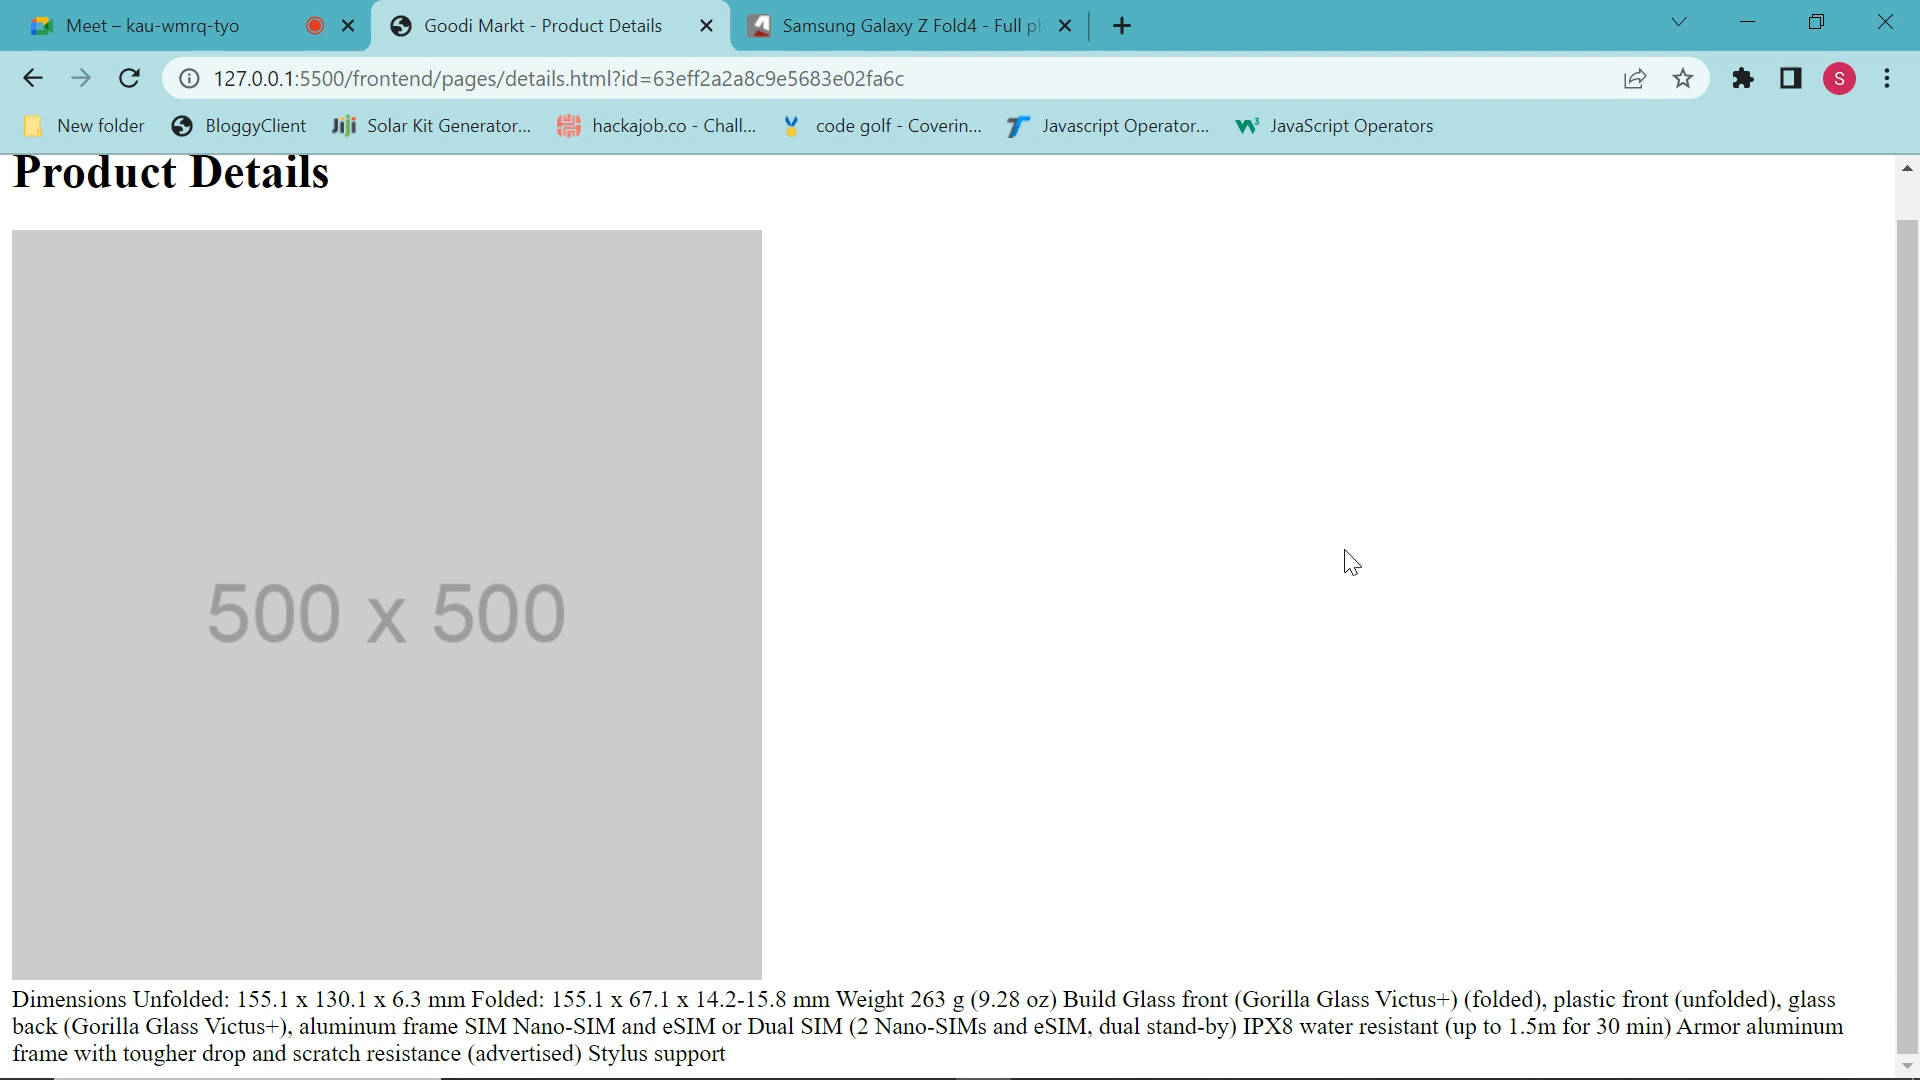 Meet – kau-wmrq-tyo
Goodi Markt - Product Details
Samsung Galaxy Z Fold4 - Full ph
127.0.0.1:5500/frontend/pages/details.html?id=63eff2a2a8c9e5683e02fa6c
S
New folder
BloggyClient
Jiji
Solar Kit Generator...
hackajob.co - Chall...
code golf - Coverin...
Javascript Operator...
JavaScript Operators
Product Details
500 x 500
Dimensions Unfolded: 155.1 x 130.1 x 6.3 mm Folded: 155.1 x 67.1 x 14.2-15.8 mm Weight 263 g (9.28 oz) Build Glass front (Gorilla Glass Victus+) (folded), plastic front (unfolded), glass
back (Gorilla Glass Victus+), aluminum frame SIM Nano-SIM and eSIM or Dual SIM (2 Nano-SIMs and eSIM, dual stand-by) IPX8 water resistant (up to 1.5m for 30 min) Armor aluminum
frame with tougher drop and scratch resistance (advertised) Stylus support